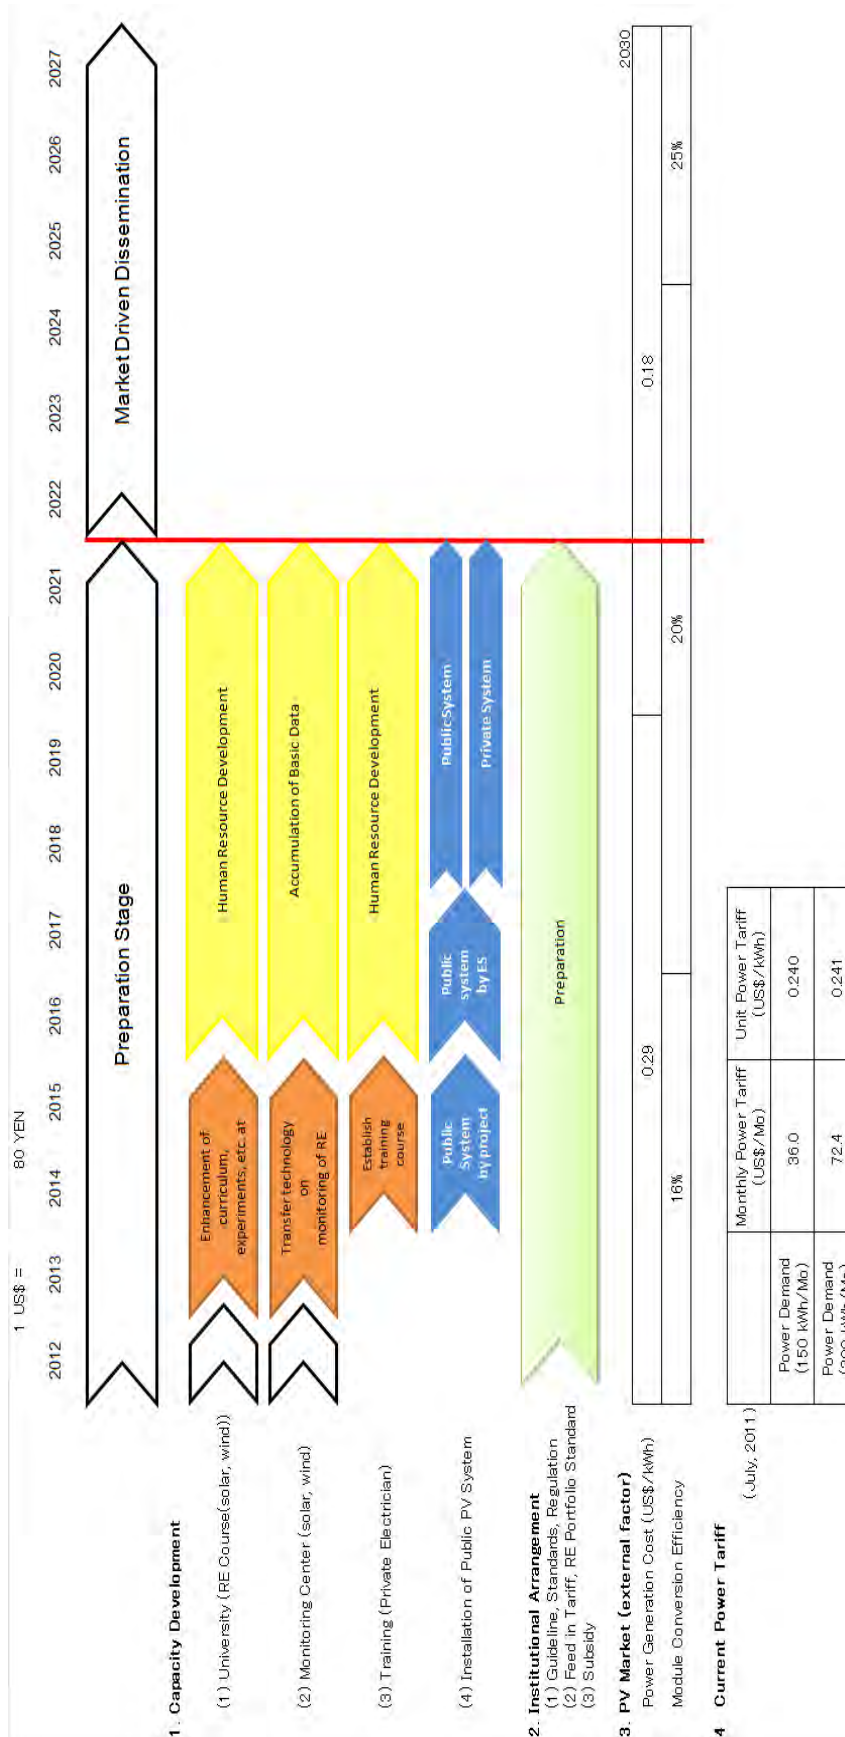 1 US$ = 80 YEN
2012 2013 2014 2015 2016 2017 2018 2019 2020 2021 2022 2023 2024 2025 2026 2027
Preparation Stage
Market Driven Dissemination
1. Capacity Development
(1) University (RE Course(solar, wind))
Enhancement of
curriculum,
experiments, etc. at
Human Resource Development
(2) Monitoring Center (solar, wind)
Transfer technology
on
monitoring of RE
Accumulation of Basic Data
(3) Training (Private Electrician)
Establish
training
course
Human Resource Development
(4) Installation of Public PV System
Public
System
by project
Public
system
by ES
Public System
Private System
2. Institutional Arrangement
(1) Guideline, Standards, Regulation
(2) Feed in Tariff, RE Portfolio Standard
(3) Subsidy
Preparation
3. PV Market (external factor)
2030
Power Generation Cost (US$/kWh)
0.29
0.18
Module Conversion Efficiency
16%
20%
25%
4 Current Power Tariff
(July, 2011)
Monthly Power Tariff
(US$/Mo)
Unit Power Tariff
(US$/kWh)
Power Demand
(150 kWh/Mo)
36.0
0.240
Power Demand
72.4
0.241